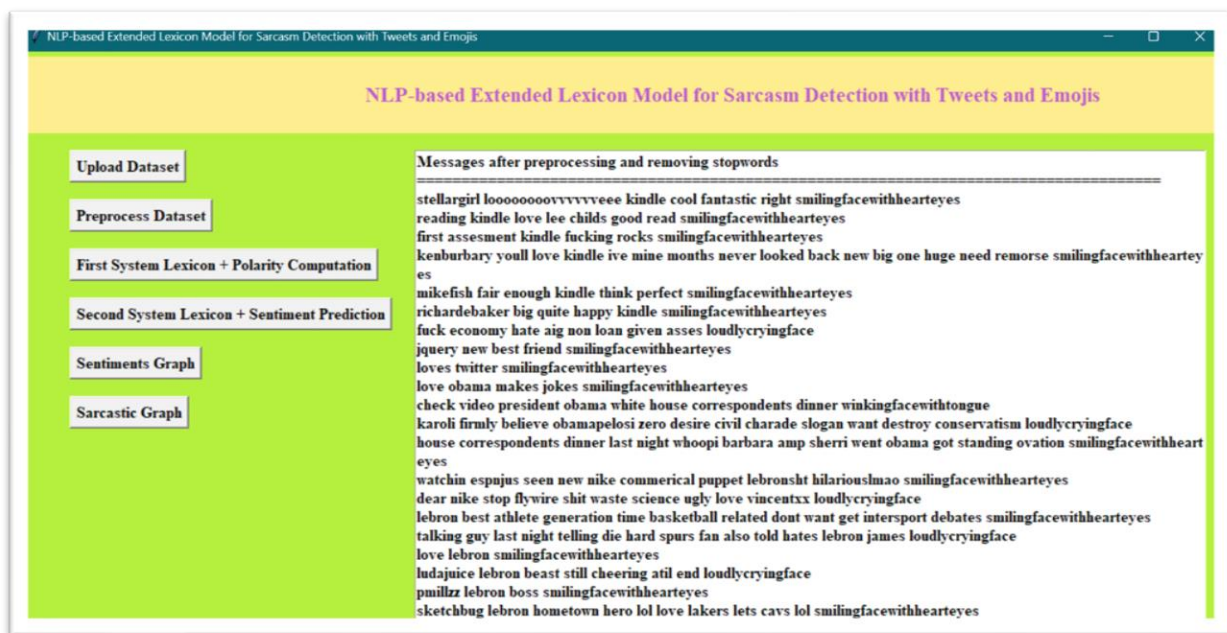 NLP-based Extended Lexicon Model for Sarcasm Detection with Tweets and Emojis
NLP-based Extended Lexicon Model for Sarcasm Detection with Tweets and Emojis
Upload Dataset
Preprocess Dataset
First System Lexicon + Polarity Computation
Second System Lexicon + Sentiment Prediction
Sentiments Graph
Sarcastic Graph
Messages after preprocessing and removing stopwords
================================================================================
stellargirl loooooooovvvvvveee kindle cool fantastic right smilingfacewithhearteyes
reading kindle love lee childs good read smilingfacewithhearteyes
first assesment kindle fucking rocks smilingfacewithhearteyes
kenburbary youll love kindle ive mine months never looked back new big one huge need remorse smilingfacewithheartey
es
mikefish fair enough kindle think perfect smilingfacewithhearteyes
richardebaker big quite happy kindle smilingfacewithhearteyes
fuck economy hate aig non loan given asses loudlycryingface
jquery new best friend smilingfacewithhearteyes
loves twitter smilingfacewithhearteyes
love obama makes jokes smilingfacewithhearteyes
check video president obama white house correspondents dinner winkingfacewithtongue
karoli firmly believe obamapelosi zero desire civil charade slogan want destroy conservatism loudlycryingface
house correspondents dinner last night whoopi barbara amp sherri went obama got standing ovation smilingfacewithheart
eyes
watchin espnjus seen new nike commerical puppet lebronsht hilariouslmao smilingfacewithhearteyes
dear nike stop flywire shit waste science ugly love vincentxx loudlycryingface
lebron best athlete generation time basketball related dont want get intersport debates smilingfacewithhearteyes
talking guy last night telling die hard spurs fan also told hates lebron james loudlycryingface
love lebron smilingfacewithhearteyes
ludajuice lebron beast still cheering atil end loudlycryingface
pmillzz lebron boss smilingfacewithhearteyes
sketchbug lebron hometown hero lol love lakers lets cavs lol smilingfacewithhearteyes